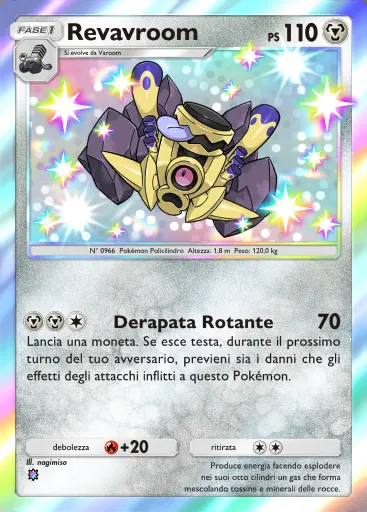 FASE 1
Revavroom
PS 110
Si evolve da Varoom
N° 0966 Pokémon Policilindro Altezza: 1,8 m Peso: 120,0 kg
Derapata Rotante 70
Lancia una moneta. Se esce testa, durante il prossimo
turno del tuo avversario, previeni sia i danni che gli
effetti degli attacchi inflitti a questo Pokémon.
debolezza +20
ritirata
Ill. nagimiso
Produce energia facendo esplodere
nei suoi otto cilindri un gas che forma
mescolando tossine e minerali delle rocce.